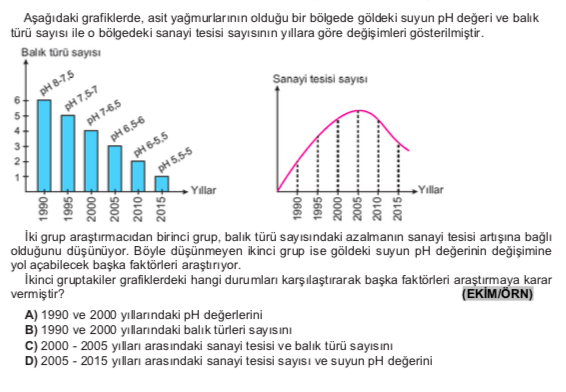 Aşağıdaki grafiklerde, asit yağmurlarının olduğu bir bölgede göldeki suyun pH değeri ve balık
türü sayısı ile o bölgedeki sanayi tesisi sayısının yıllara göre değişimleri gösterilmiştir.
Balık türü sayısı
pH 8-7,5
pH 7,5-7
pH 7-6,5
pH 6,5-6
pH 6-5,5
pH 5,5-5
6
5
4
3
2
1
Yıllar
1990
1995
2000
2005
2010
2015
Sanayi tesisi sayısı
Yıllar
1990
1995
2000
2005
2010
2015
İki grup araştırmacıdan birinci grup, balık türü sayısındaki azalmanın sanayi tesisi artışına bağlı
olduğunu düşünüyor. Böyle düşünmeyen ikinci grup ise göldeki suyun pH değerinin değişimine
yol açabilecek başka faktörleri araştırıyor.
İkinci gruptakiler grafiklerdeki hangi durumları karşılaştırarak başka faktörleri araştırmaya karar
vermiştir? (EKİM/ÖRN)
A) 1990 ve 2000 yıllarındaki pH değerlerini
B) 1990 ve 2000 yıllarındaki balık türleri sayısını
C) 2000 - 2005 yılları arasındaki sanayi tesisi ve balık türü sayısını
D) 2005 - 2015 yılları arasındaki sanayi tesisi sayısı ve suyun pH değerini